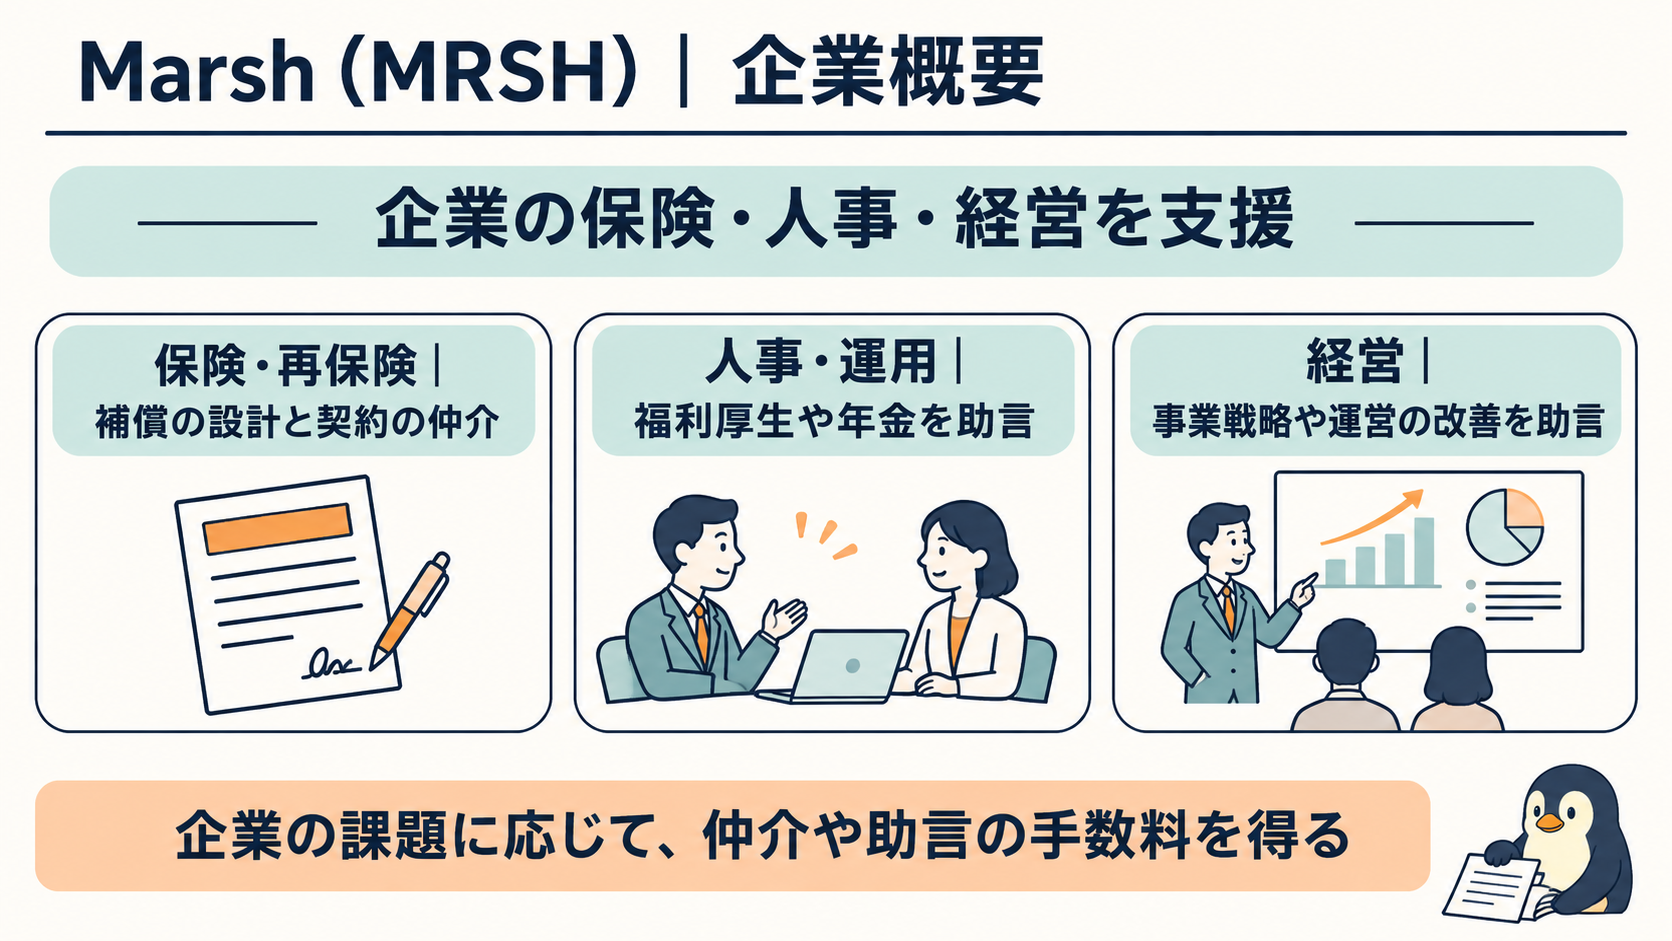 Marsh（MRSH）｜ 企業概要
企業の保険・人事・経営を支援
保険・再保険｜
補償の設計と契約の仲介
人事・運用｜
福利厚生や年金を助言
経営｜
事業戦略や運営の改善を助言
企業の課題に応じて、仲介や助言の手数料を得る